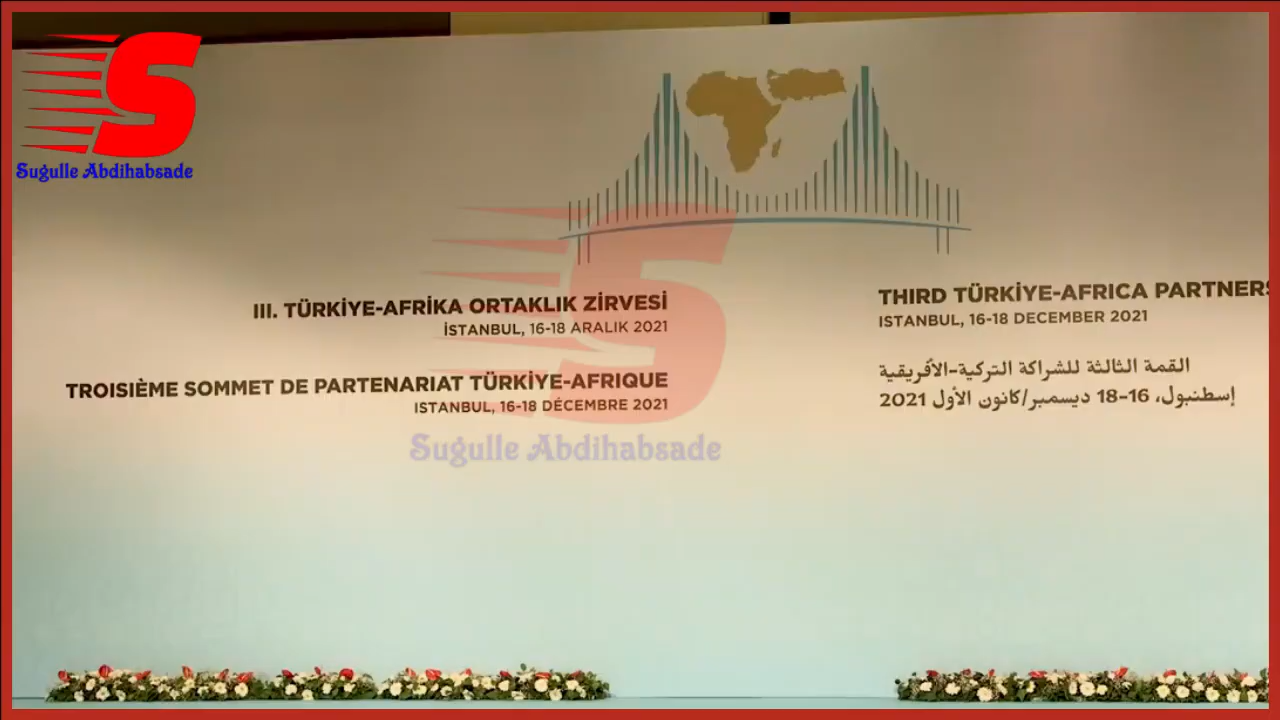 Sugulle Abdihabsade
III. TÜRKİYE-AFRİKA ORTAKLIK ZİRVESİ
İSTANBUL, 16-18 ARALIK 2021
TROISIÈME SOMMET DE PARTENARIAT TÜRKİYE-AFRIQUE
ISTANBUL, 16-18 DÉCEMBRE 2021
THIRD TÜRKİYE-AFRICA PARTNERS
ISTANBUL, 16-18 DECEMBER 2021
القمة الثالثة للشراكة التركية-الأفريقية
إسطنبول، 16-18 ديسمبر/كانون الأول 2021
Sugulle Abdihabsade